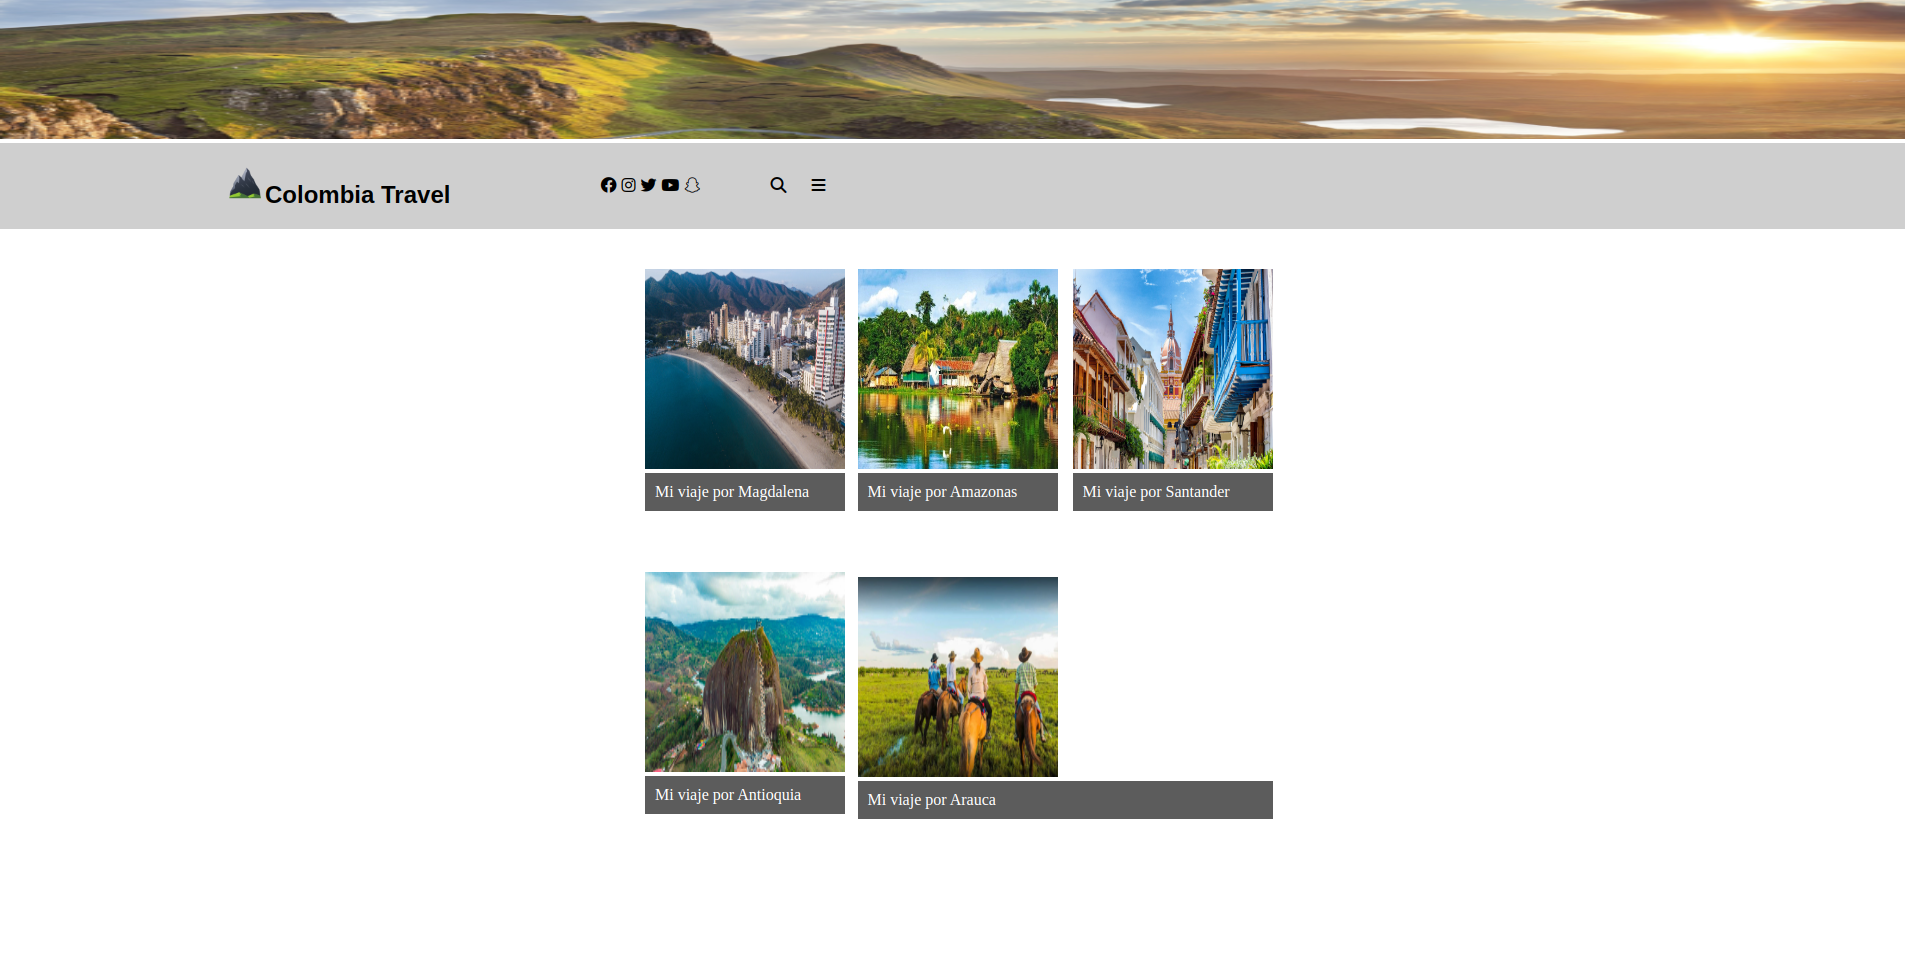 Colombia Travel
Mi viaje por Magdalena
Mi viaje por Amazonas
Mi viaje por Santander
Mi viaje por Antioquia
Mi viaje por Arauca